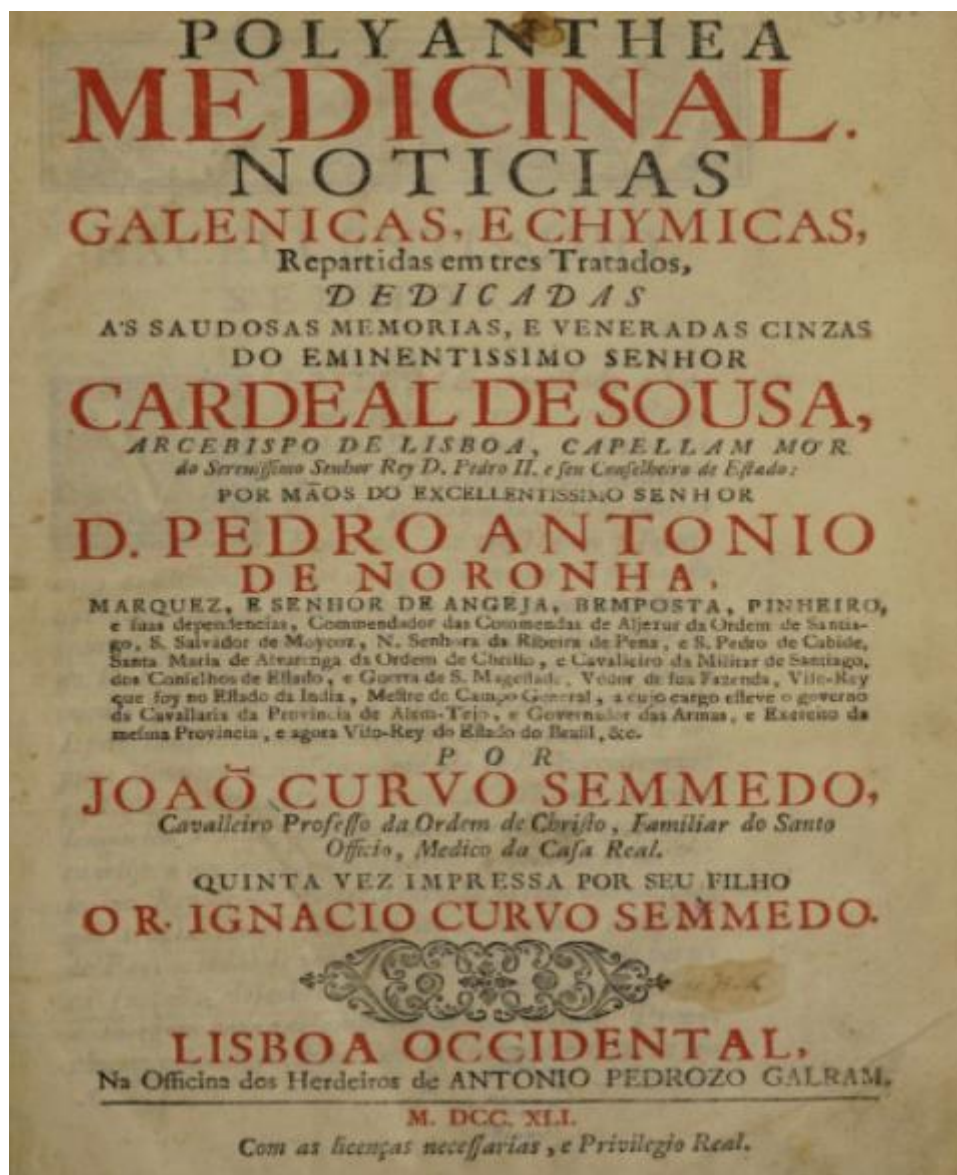 POLYANTHEA
MEDICINAL.
NOTICIAS
GALENICAS, E CHYMICAS,
Repartidas em tres Tratados,
DEDICADAS
A'S SAUDOSAS MEMORIAS, E VENERADAS CINZAS
DO EMINENTISSIMO SENHOR
CARDEAL DE SOUSA,
ARCEBISPO DE LISBOA, CAPELLAM MO'R
do Sereniſſimo Senhor Rey D. Pedro II. e ſeu Conſelheiro de Eſtado:
POR MÃOS DO EXCELLENTISSIMO SENHOR
D. PEDRO ANTONIO
DE NORONHA,
MARQUEZ, E SENHOR DE ANGEJA, BEMPOSTA, PINHEIRO,
e ſuas dependencias, Commendador das Commendas de Aljezur da Ordem de Santia-
go, S. Salvador de Moycoz, N. Senhora da Ribeira de Pena, e S. Pedro de Cabide,
Santa Maria de Alvarenga da Ordem de Chriſto, e Cavalleiro da Militar de Santiago,
dos Conſelhos de Eſtado, e Guerra de S. Mageſtade, Védor de ſua Fazenda, Viſo-Rey
que foy no Eſtado da India, Meſtre de Campo General, a cujo cargo eſteve o governo
da Cavallaria da Provincia de Alem-Tejo, e Governador das Armas, e Exercito da
meſma Provincia, e agora Viſo-Rey do Eſtado do Braſil, &c.
POR
JOAÕ CURVO SEMMEDO,
Cavalleiro Profeſſo da Ordem de Chriſto, Familiar do Santo
Officio, Medico da Caſa Real.
QUINTA VEZ IMPRESSA POR SEU FILHO
O R. IGNACIO CURVO SEMMEDO.
LISBOA OCCIDENTAL,
Na Officina dos Herdeiros de ANTONIO PEDROZO GALRAM.
M. DCC. XLI.
Com as licenças neceſſarias, e Privilegio Real.